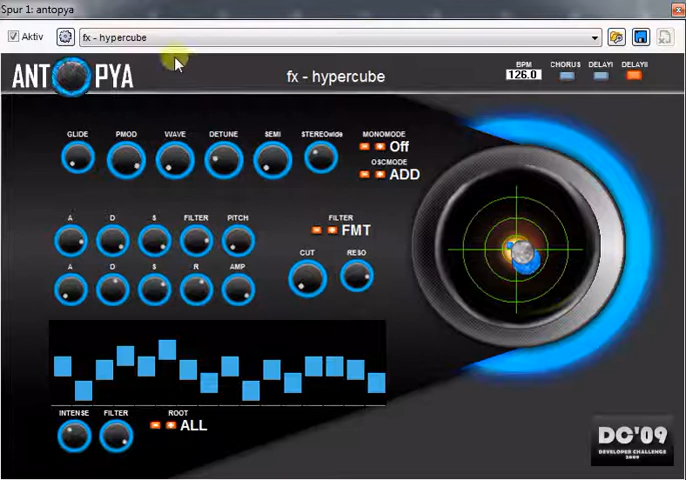 Spur 1: antopya
Aktiv
fx - hypercube
ANTOPYA
fx - hypercube
BPM
126.0
CHORUS
DELAYI
DELAYII
GLIDE
PMOD
WAVE
DETUNE
SEMI
STEREOwide
MONOMODE
Off
OSCMODE
ADD
A
D
S
FILTER
PITCH
FILTER
FMT
A
D
S
R
AMP
CUT
RESO
INTENSE
FILTER
ROOT
ALL
DC'09
DEVELOPER CHALLENGE
2009